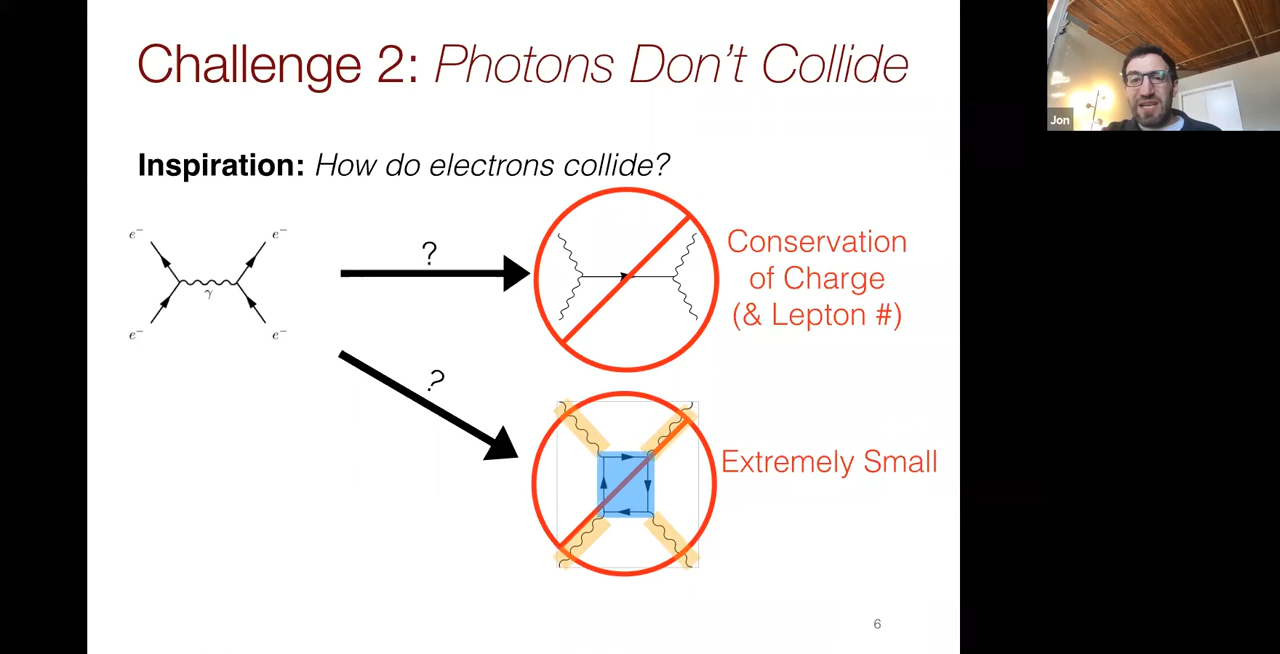 Challenge 2: Photons Don't Collide
Jon
Inspiration: How do electrons collide?
e⁻ e⁻
γ
e⁻ e⁻
?
Conservation
of Charge
(& Lepton #)
?
Extremely Small
6